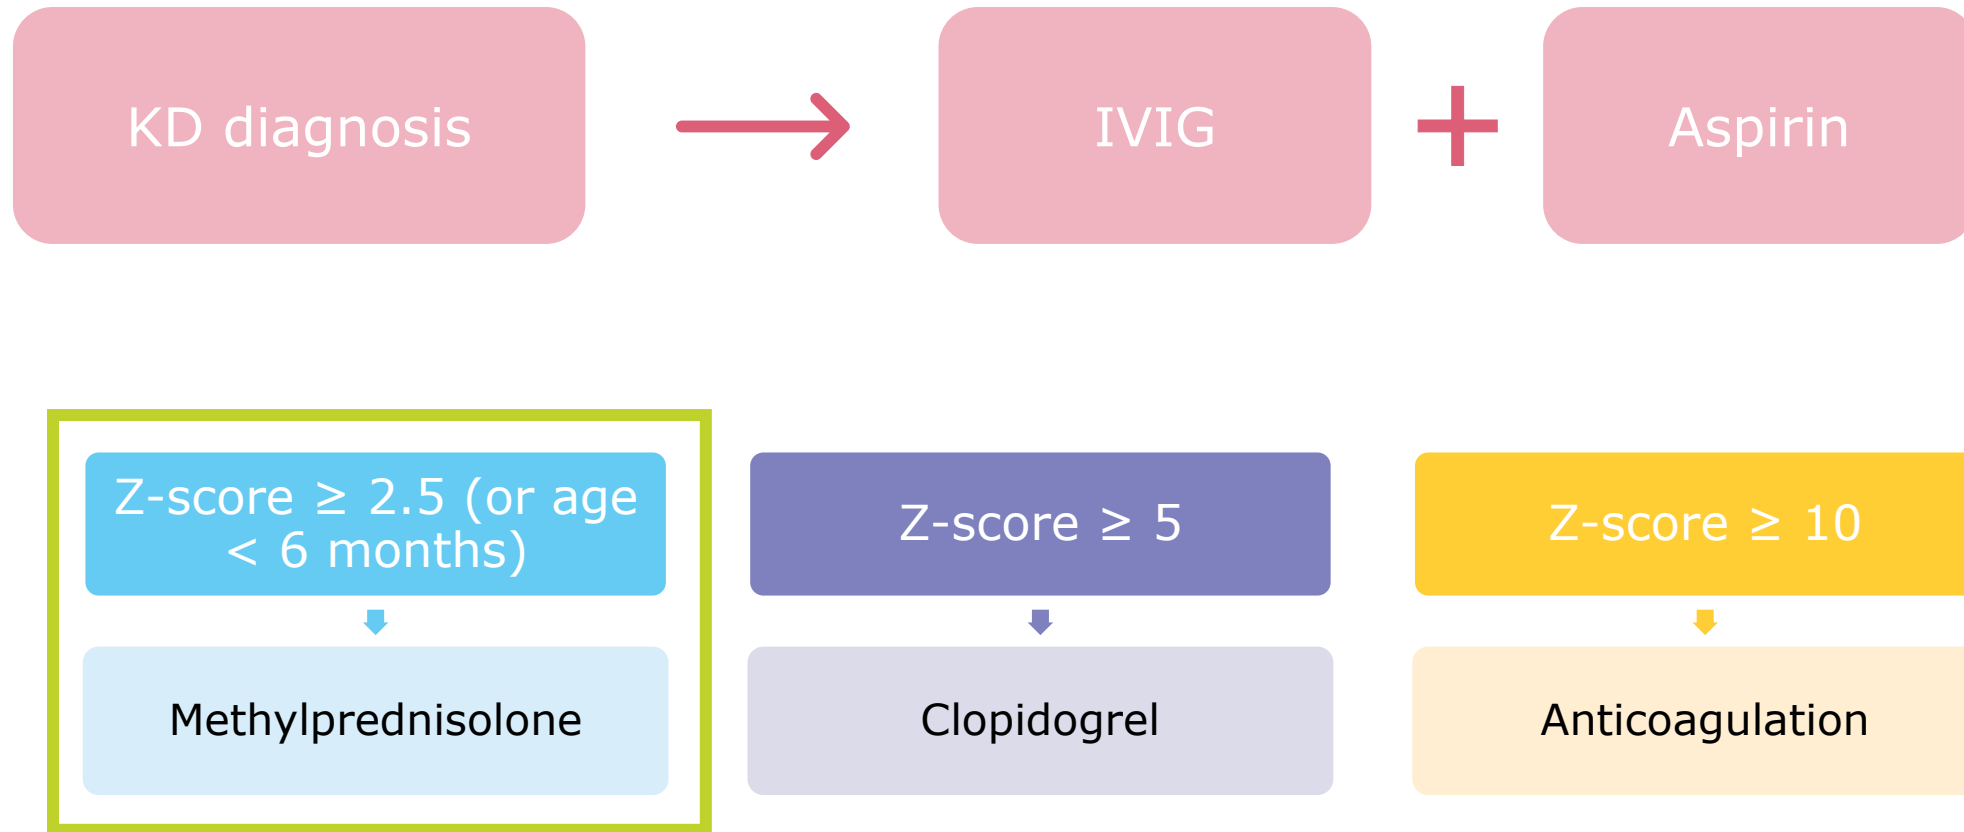 KD diagnosis
IVIG
Aspirin
Z-score ≥ 2.5 (or age
< 6 months)
Methylprednisolone
Z-score ≥ 5
Clopidogrel
Z-score ≥ 10
Anticoagulation